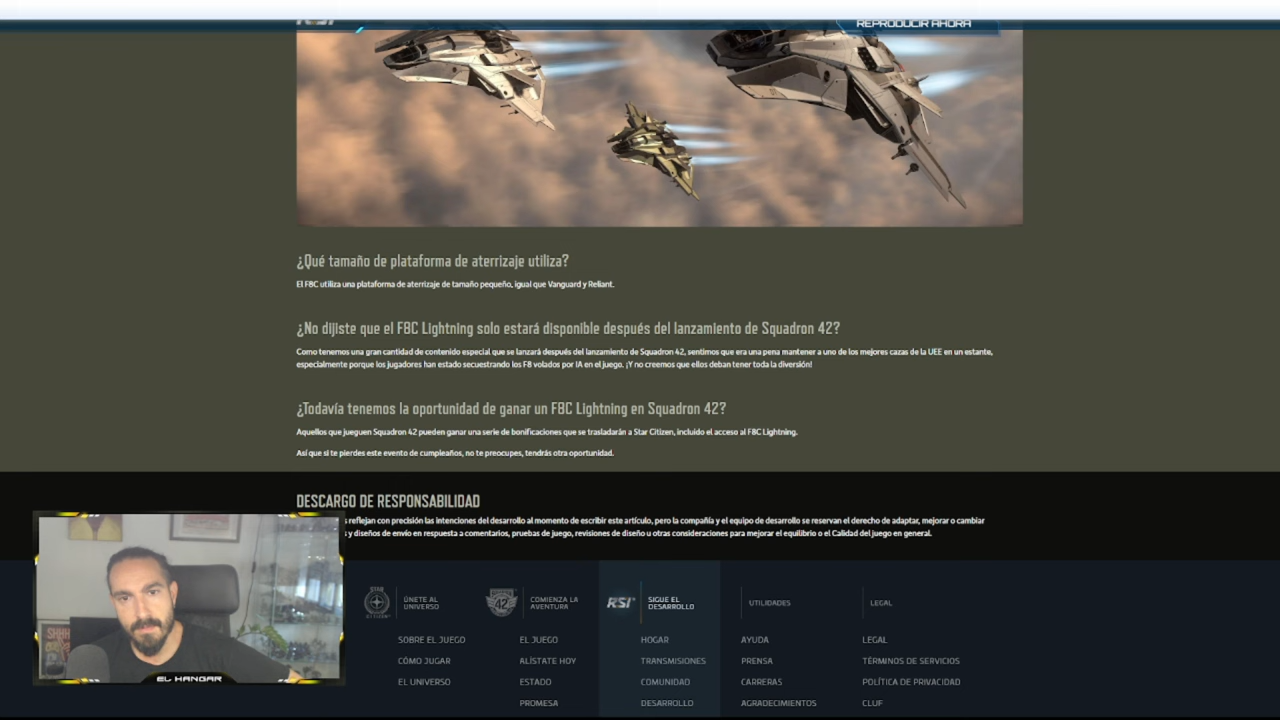 REPRODUCIR AHORA
¿Qué tamaño de plataforma de aterrizaje utiliza?
El F8C utiliza una plataforma de aterrizaje de tamaño pequeño, igual que Vanguard y Reliant.
¿No dijiste que el F8C Lightning solo estará disponible después del lanzamiento de Squadron 42?
Como tenemos una gran cantidad de contenido especial que se lanzará después del lanzamiento de Squadron 42, sentimos que era una pena mantener a uno de los mejores cazas de la UEE en un estante,
especialmente porque los jugadores han estado secuestrando los F8 volados por IA en el juego. ¡Y no creemos que ellos deban tener toda la diversión!
¿Todavía tenemos la oportunidad de ganar un F8C Lightning en Squadron 42?
Aquellos que jueguen Squadron 42 pueden ganar una serie de bonificaciones que se trasladarán a Star Citizen, incluido el acceso al F8C Lightning.
Así que si te pierdes este evento de cumpleaños, no te preocupes, tendrás otra oportunidad.
DESCARGO DE RESPONSABILIDAD
reflejan con precisión las intenciones del desarrollo al momento de escribir este artículo, pero la compañía y el equipo de desarrollo se reservan el derecho de adaptar, mejorar o cambiar
y diseños de envío en respuesta a comentarios, pruebas de juego, revisiones de diseño u otras consideraciones para mejorar el equilibrio o el Calidad del juego en general.
ÚNETE AL
UNIVERSO
42
COMIENZA LA
AVENTURA
RSI
SIGUE EL
DESARROLLO
UTILIDADES
LEGAL
SOBRE EL JUEGO
EL JUEGO
HOGAR
AYUDA
LEGAL
CÓMO JUGAR
ALÍSTATE HOY
TRANSMISIONES
PRENSA
TÉRMINOS DE SERVICIOS
EL UNIVERSO
ESTADO
COMUNIDAD
CARRERAS
POLÍTICA DE PRIVACIDAD
PROMESA
DESARROLLO
AGRADECIMIENTOS
CLUF
EL HANGAR